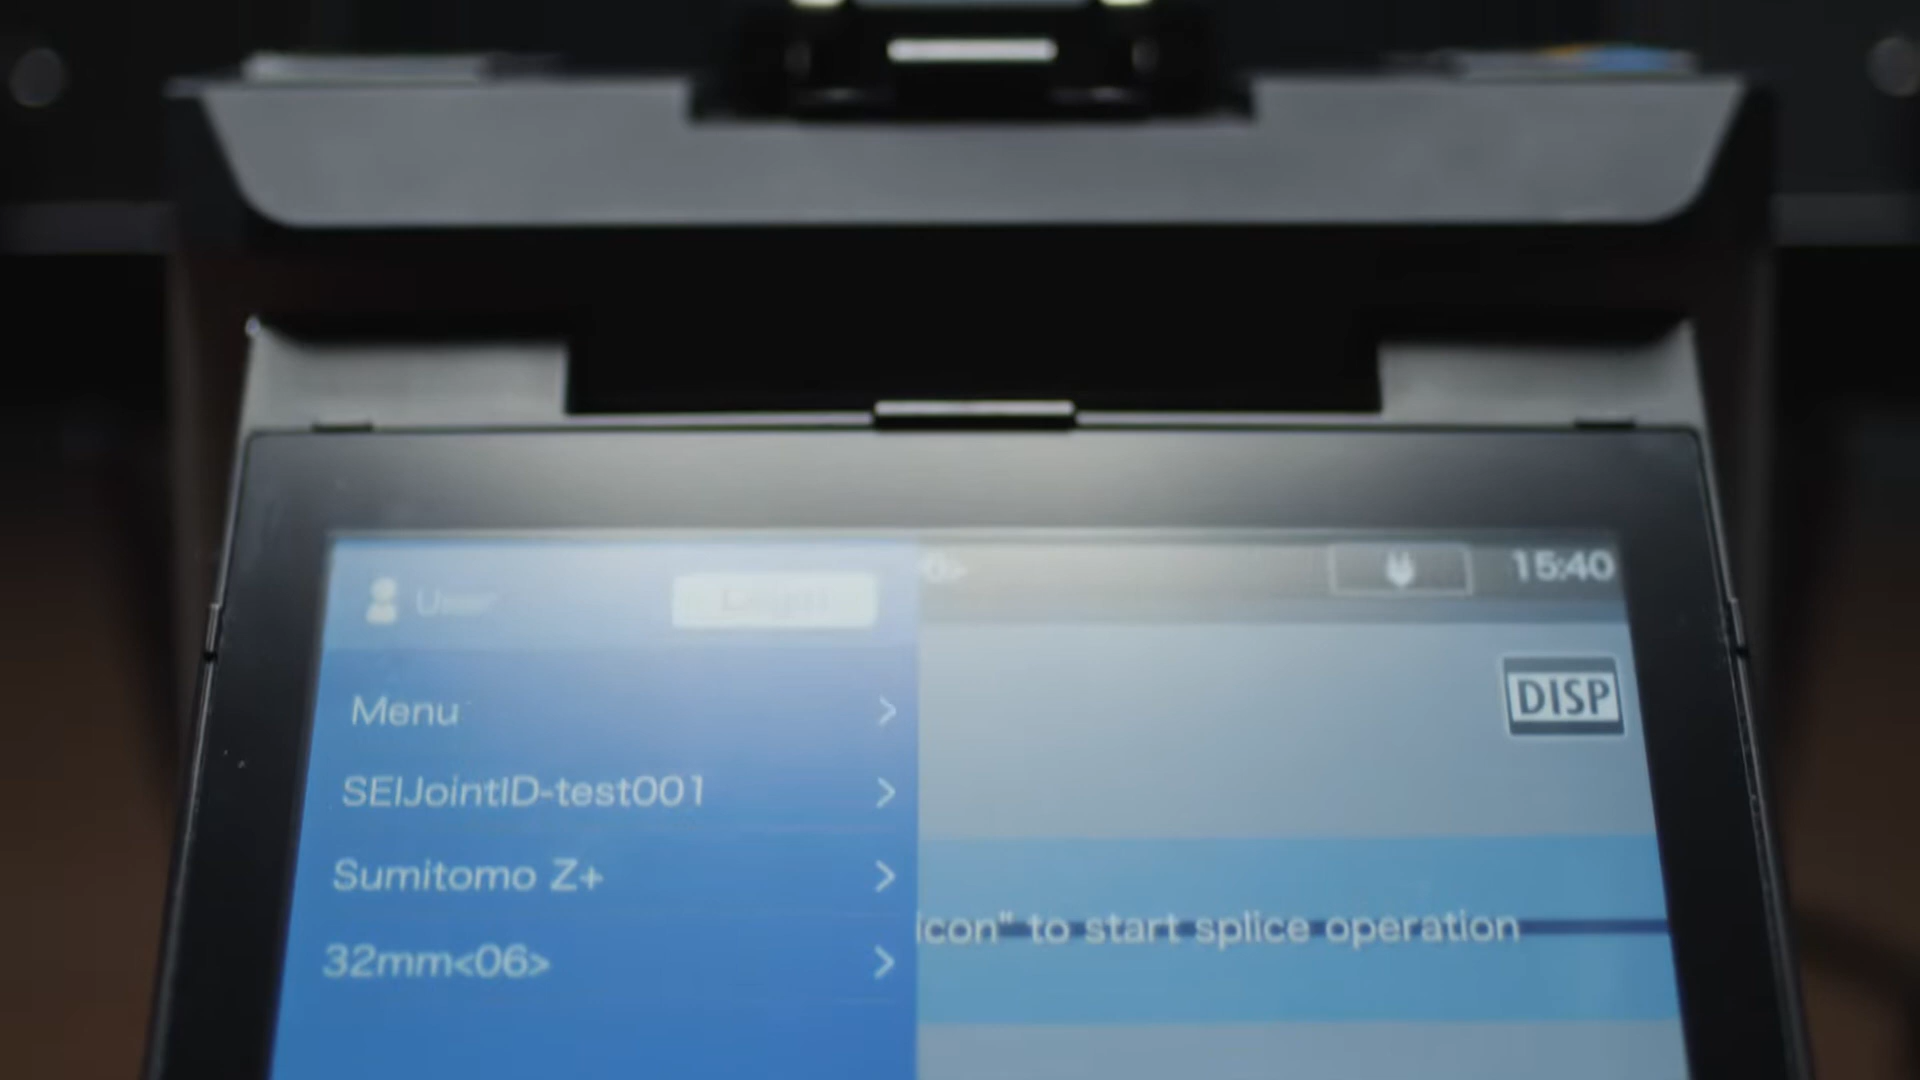 User
15:40
DISP
Menu
SEIJointID-test001
Sumitomo Z+
32mm<06>
icon" to start splice operation